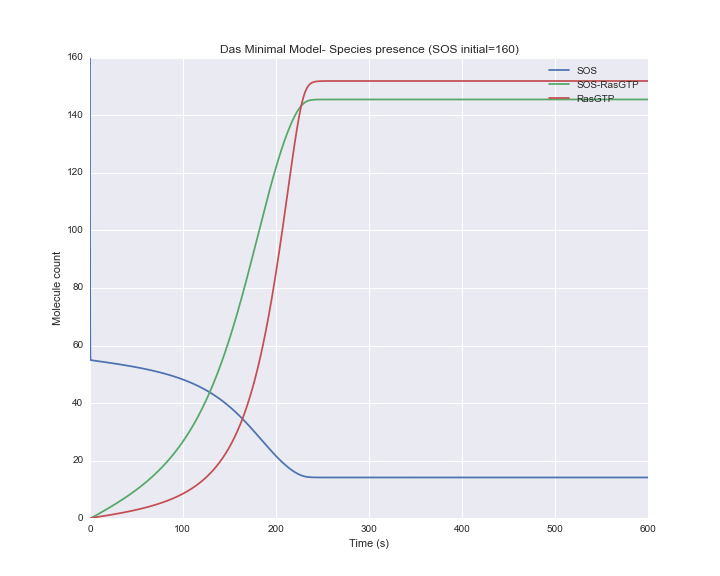 Das Minimal Model- Species presence (SOS initial=160)
160
140
120
100
80
60
40
20
0
Molecule count
SOS
SOS-RasGTP
RasGTP
0 100 200 300 400 500 600
Time (s)